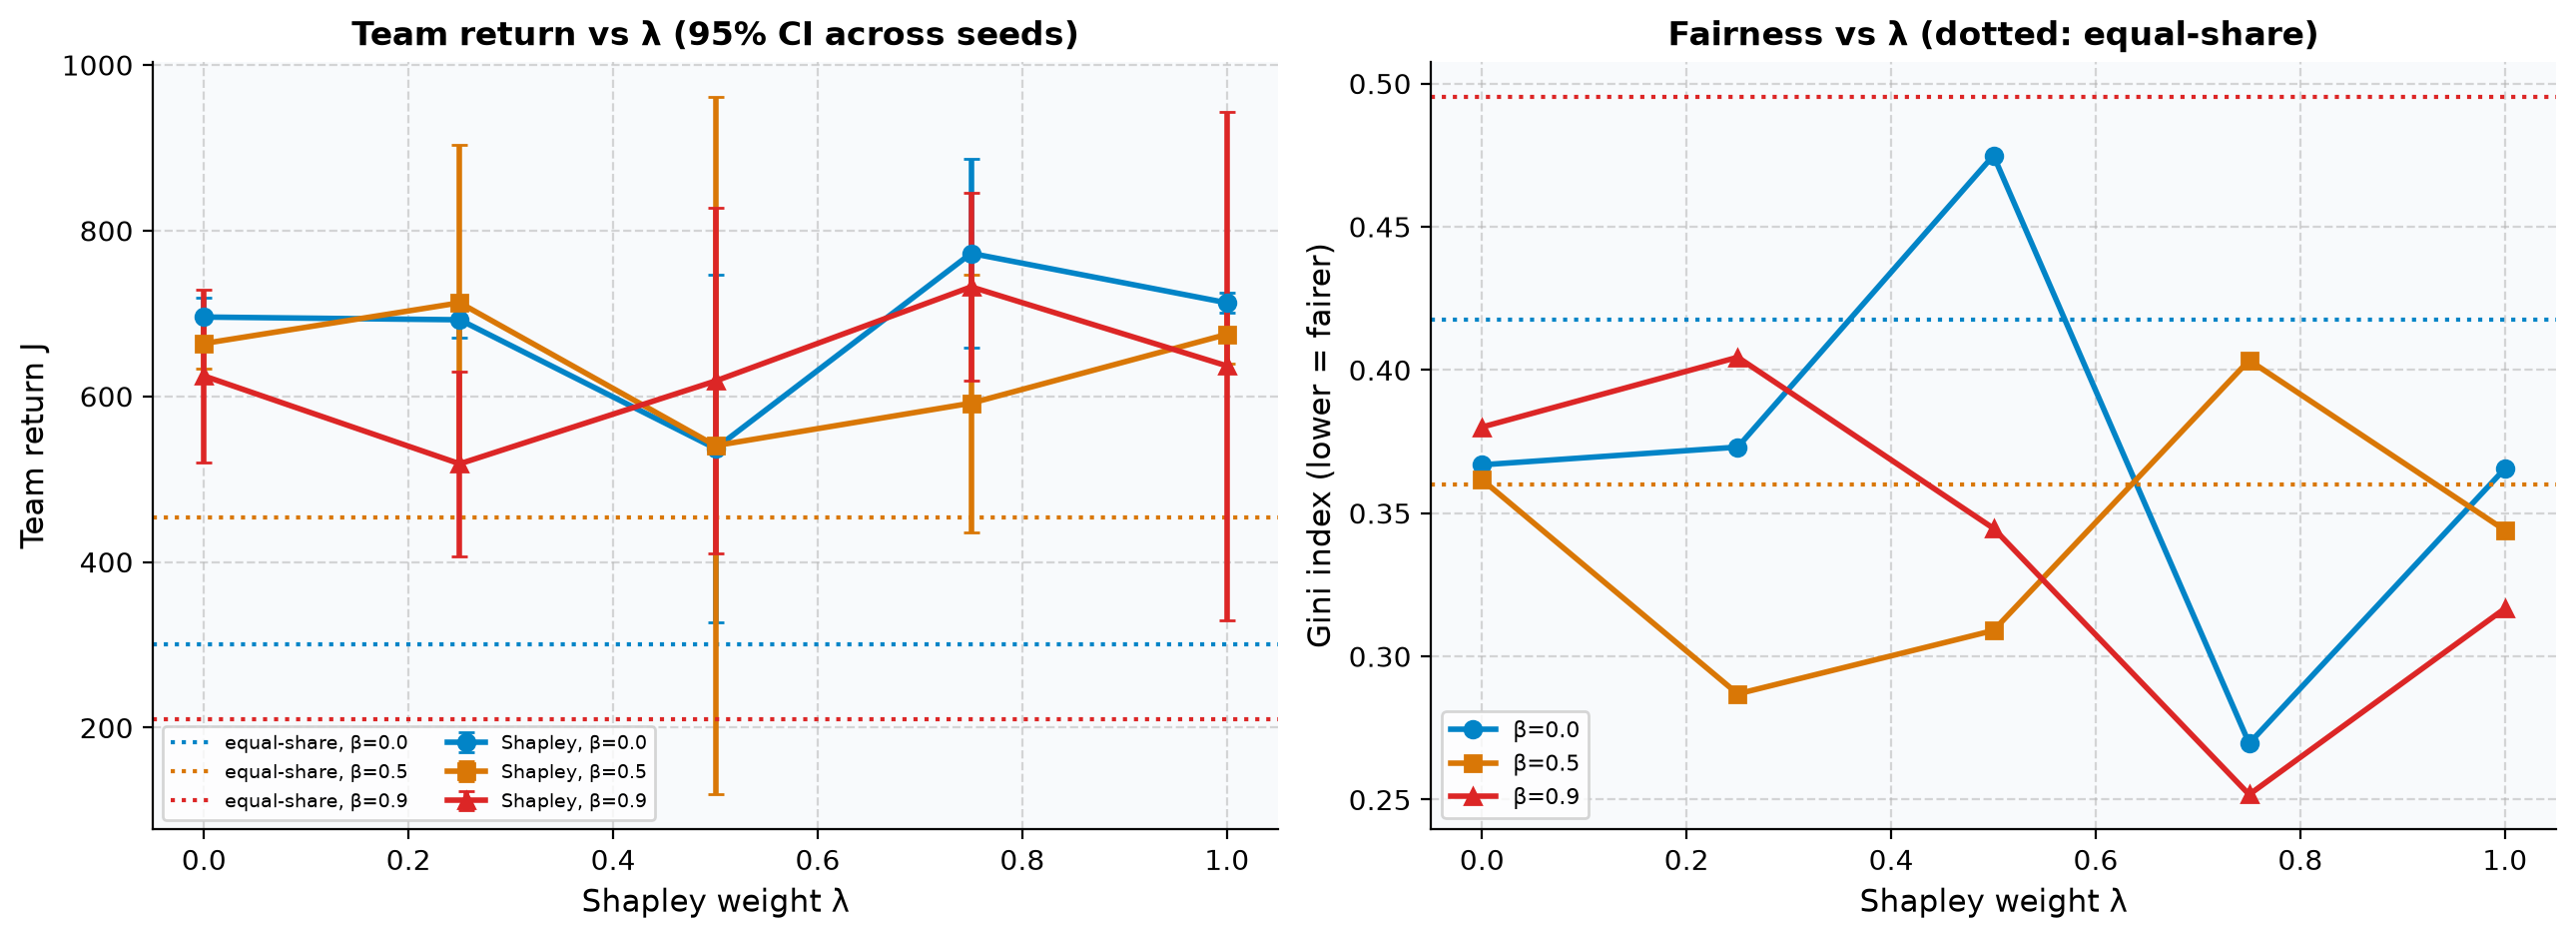 Team return vs λ (95% CI across seeds)
Team return J
1000
800
600
400
200
equal-share, β=0.0
equal-share, β=0.5
equal-share, β=0.9
Shapley, β=0.0
Shapley, β=0.5
Shapley, β=0.9
0.0 0.2 0.4 0.6 0.8 1.0
Shapley weight λ
Fairness vs λ (dotted: equal-share)
Gini index (lower = fairer)
0.50
0.45
0.40
0.35
0.30
0.25
β=0.0
β=0.5
β=0.9
0.0 0.2 0.4 0.6 0.8 1.0
Shapley weight λ